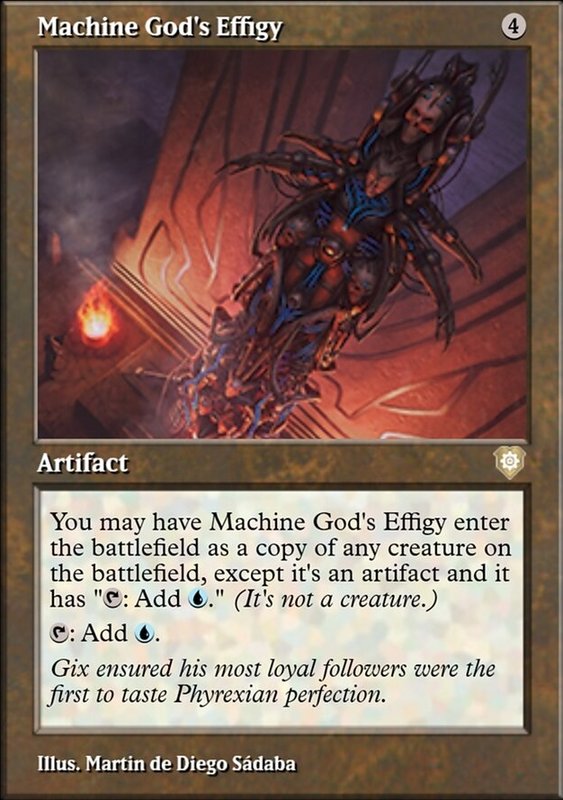 Machine God's Effigy 4
Artifact
You may have Machine God's Effigy enter
the battlefield as a copy of any creature on
the battlefield, except it's an artifact and it
has ": Add ." (It's not a creature.)
: Add .
Gix ensured his most loyal followers were the
first to taste Phyrexian perfection.
Illus. Martin de Diego Sádaba